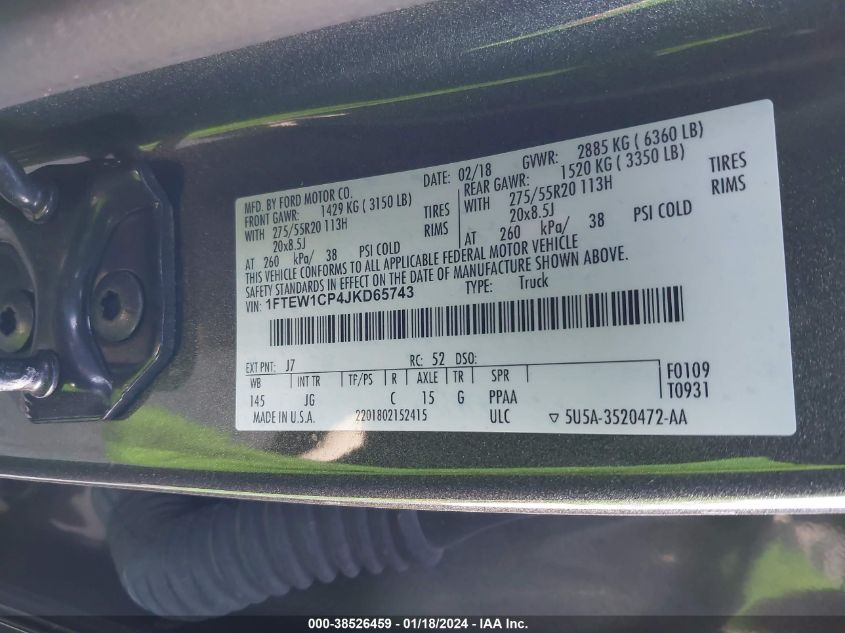 MFD. BY FORD MOTOR CO. DATE: 02/18 GVWR: 2885 KG ( 6360 LB)
FRONT GAWR: 1429 KG ( 3150 LB) REAR GAWR: 1520 KG ( 3350 LB)
WITH 275/55R20 113H TIRES WITH 275/55R20 113H TIRES
20x8.5J RIMS 20x8.5J RIMS
AT 260 kPa/ 38 PSI COLD AT 260 kPa/ 38 PSI COLD
THIS VEHICLE CONFORMS TO ALL APPLICABLE FEDERAL MOTOR VEHICLE
SAFETY STANDARDS IN EFFECT ON THE DATE OF MANUFACTURE SHOWN ABOVE.
VIN: 1FTEW1CP4JKD65743 TYPE: Truck
EXT PNT: J7 RC: 52 DSO:
WB INT TR TP/PS R AXLE TR SPR F0109
145 JG C 15 G PPAA T0931
MADE IN U.S.A. 2201802152415 ULC ▽ 5U5A-3520472-AA
000-38526459 - 01/18/2024 - IAA Inc.